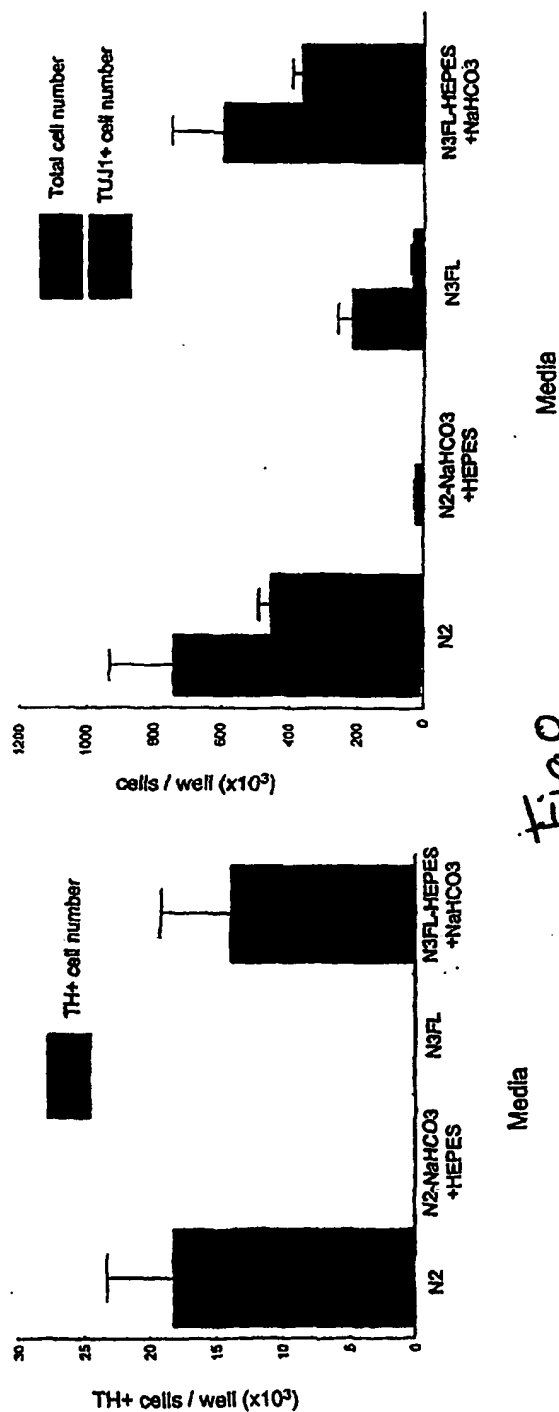 TH+ cell number
TH+ cells / well (x10³)
30
25
20
15
10
5
0
N2
N2-NaHCO3
+HEPES
N3FL
N3FL-HEPES
+NaHCO3
Media
Total cell number
TUJ1+ cell number
cells / well (x10³)
1200
1000
800
600
400
200
0
N2
N2-NaHCO3
+HEPES
N3FL
N3FL-HEPES
+NaHCO3
Media